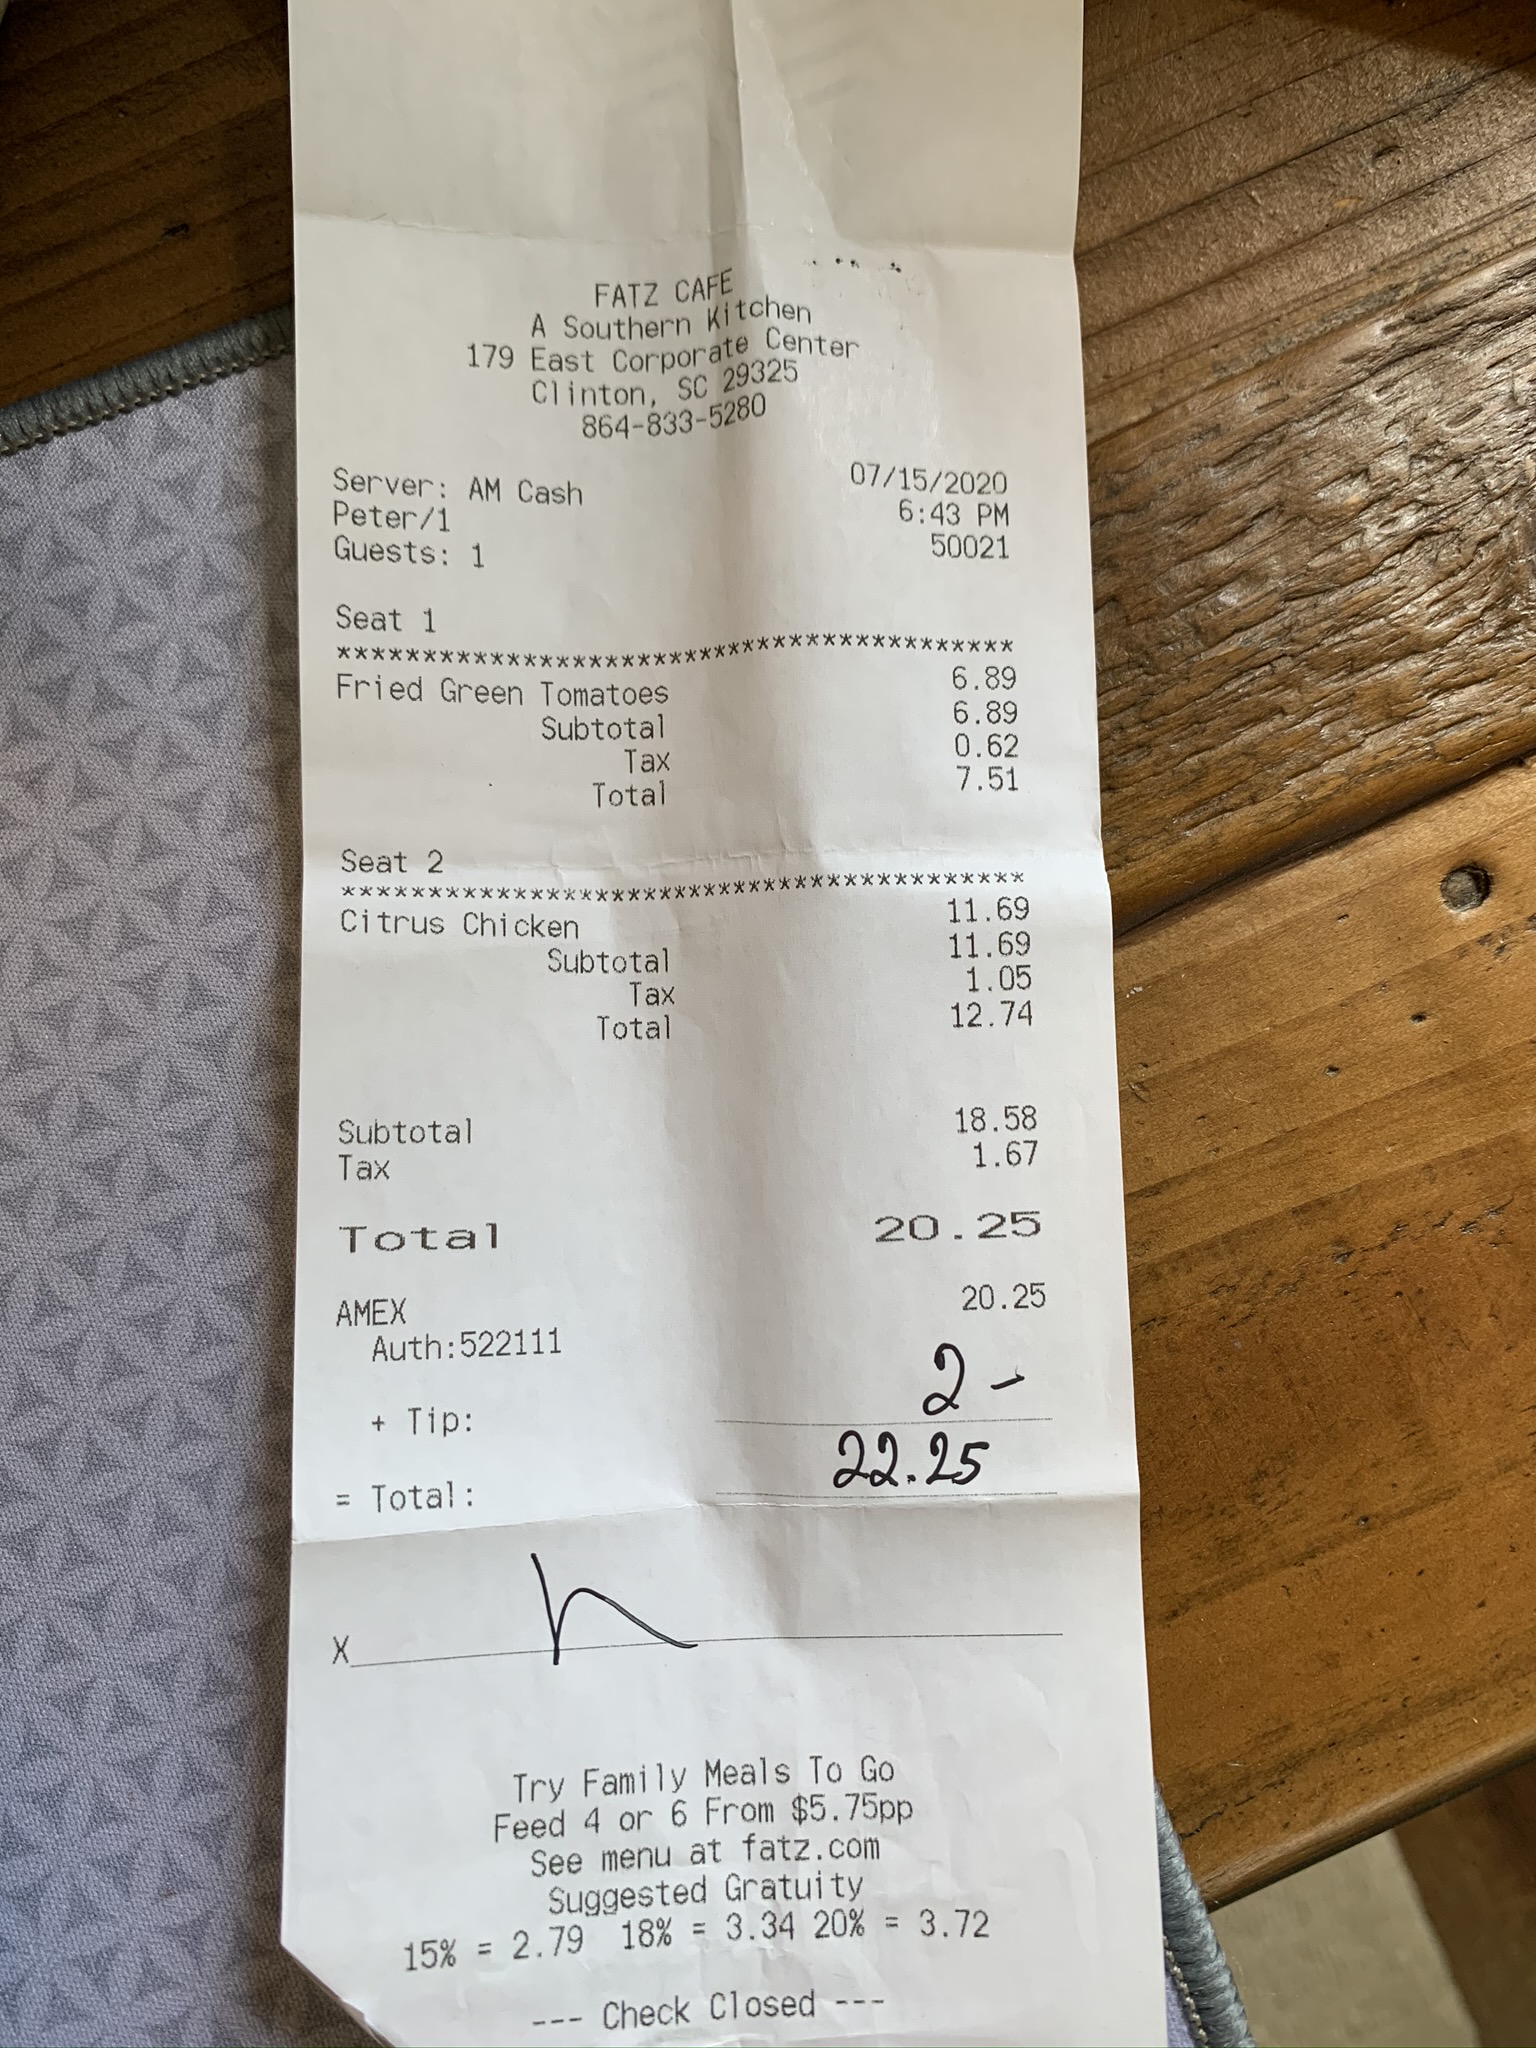 FATZ CAFE
A Southern Kitchen
179 East Corporate Center
Clinton, SC 29325
864-833-5280
Server: AM Cash 07/15/2020
Peter/1 6:43 PM
Guests: 1 50021
Seat 1
****************************************
Fried Green Tomatoes 6.89
Subtotal 6.89
Tax 0.62
Total 7.51
Seat 2
****************************************
Citrus Chicken 11.69
Subtotal 11.69
Tax 1.05
Total 12.74
Subtotal 18.58
Tax 1.67
Total 20.25
AMEX 20.25
Auth:522111
+ Tip: 2 -
= Total: 22.25
X
Try Family Meals To Go
Feed 4 or 6 From $5.75pp
See menu at fatz.com
Suggested Gratuity
15% = 2.79 18% = 3.34 20% = 3.72
--- Check Closed ---